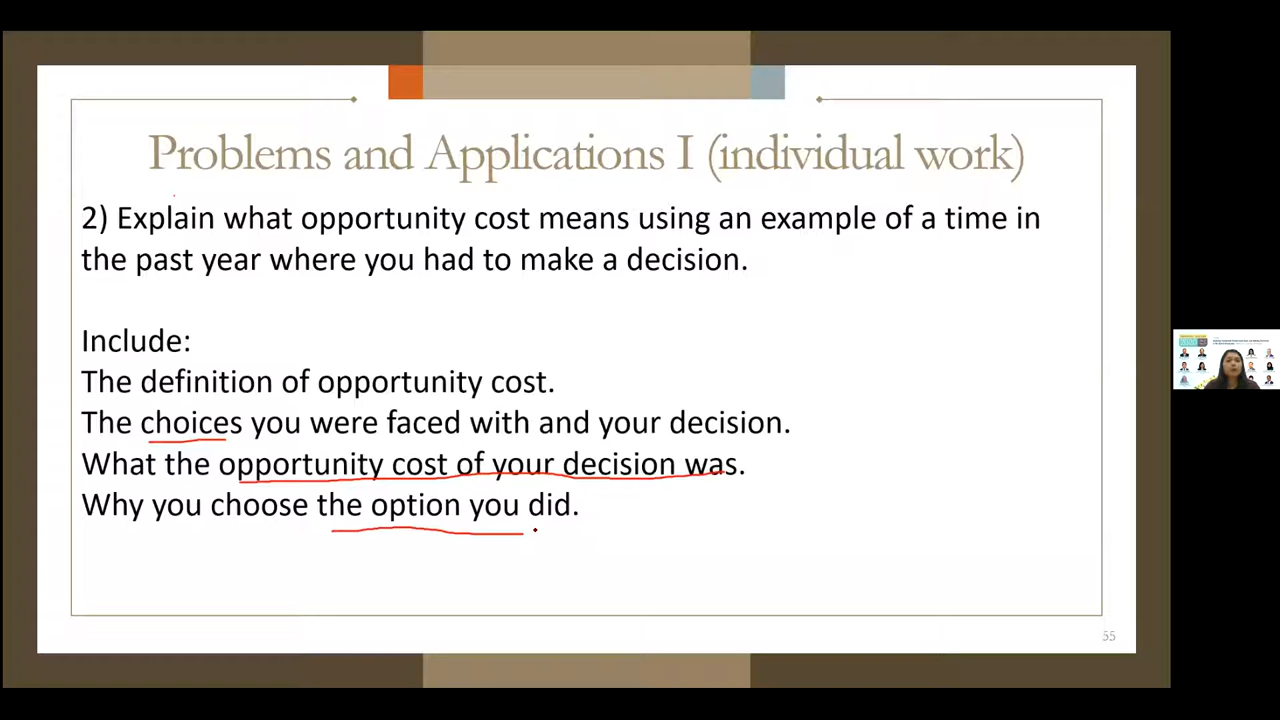 Problems and Applications I (individual work)
2) Explain what opportunity cost means using an example of a time in
the past year where you had to make a decision.
Include:
The definition of opportunity cost.
The choices you were faced with and your decision.
What the opportunity cost of your decision was.
Why you choose the option you did.
55